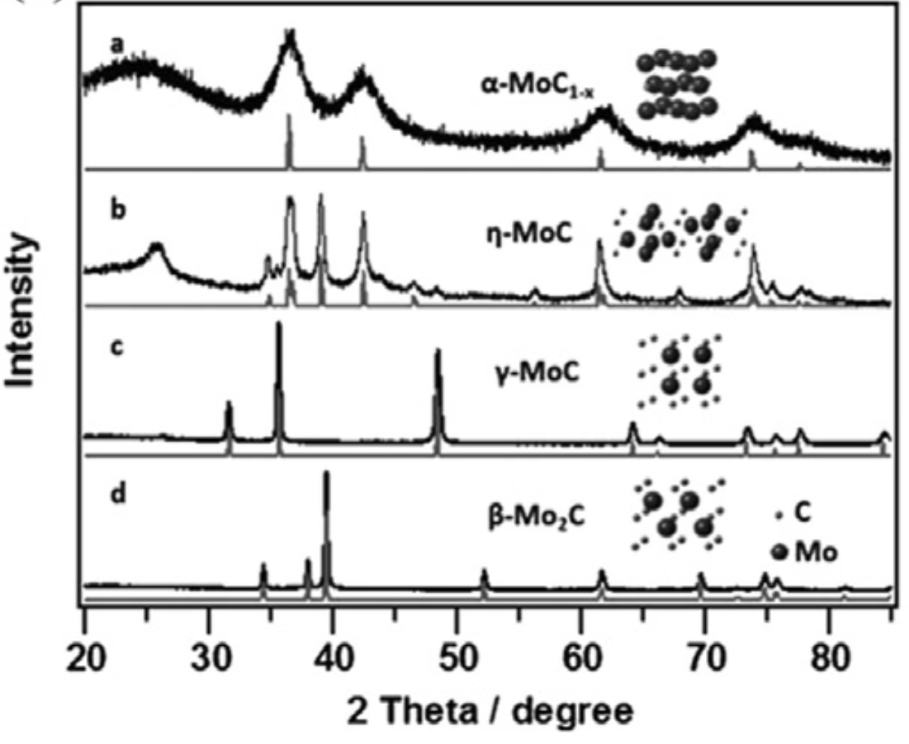 a
α-MoC1-x
b
η-MoC
c
γ-MoC
d
β-Mo2C
C
Mo
Intensity
20 30 40 50 60 70 80
2 Theta / degree